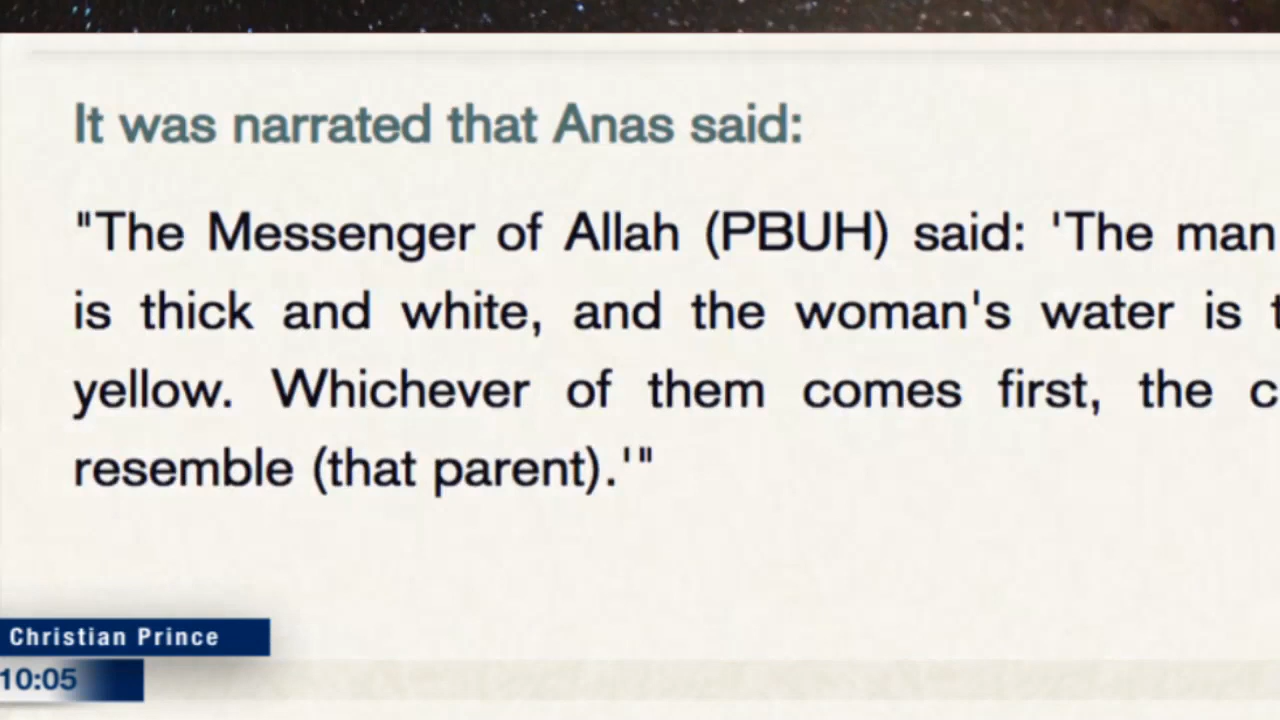 It was narrated that Anas said:
"The Messenger of Allah (PBUH) said: 'The man
is thick and white, and the woman's water is
yellow. Whichever of them comes first, the
resemble (that parent).'"
Christian Prince
10:05